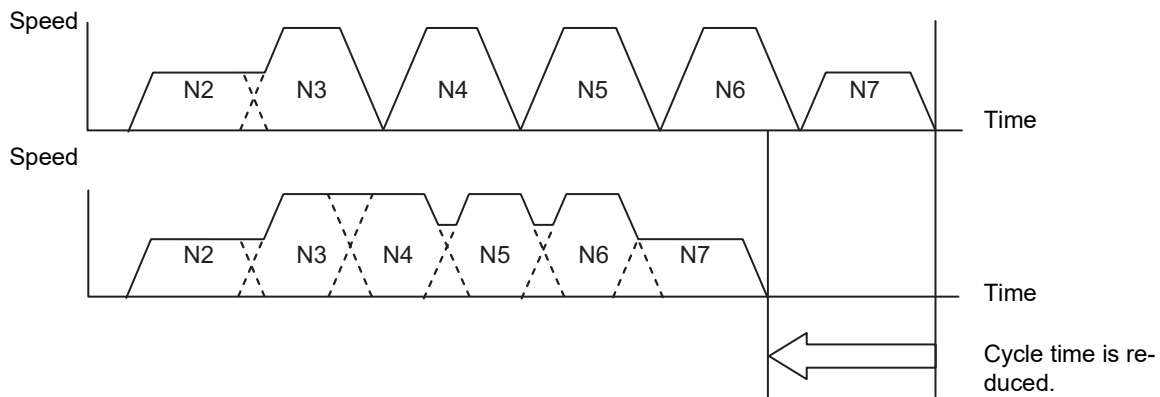 Speed
N2 N3 N4 N5 N6 N7
Time
Speed
N2 N3 N4 N5 N6 N7
Time
Cycle time is re-
duced.